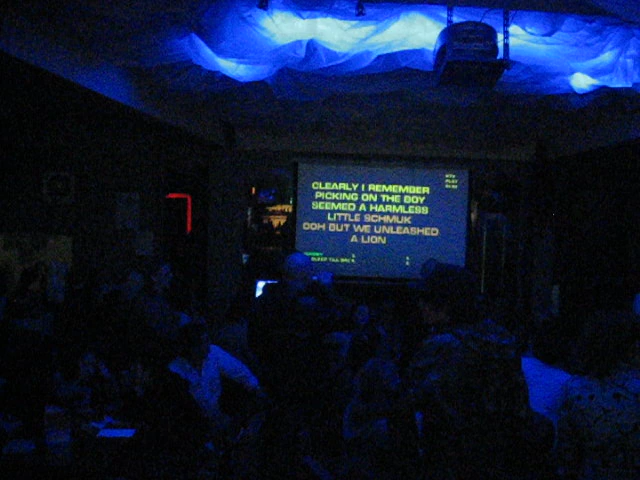 CLEARLY I REMEMBER
PICKING ON THE BOY
SEEMED A HARMLESS
LITTLE SCHMUK
OOH BUT WE UNLEASHED
A LION